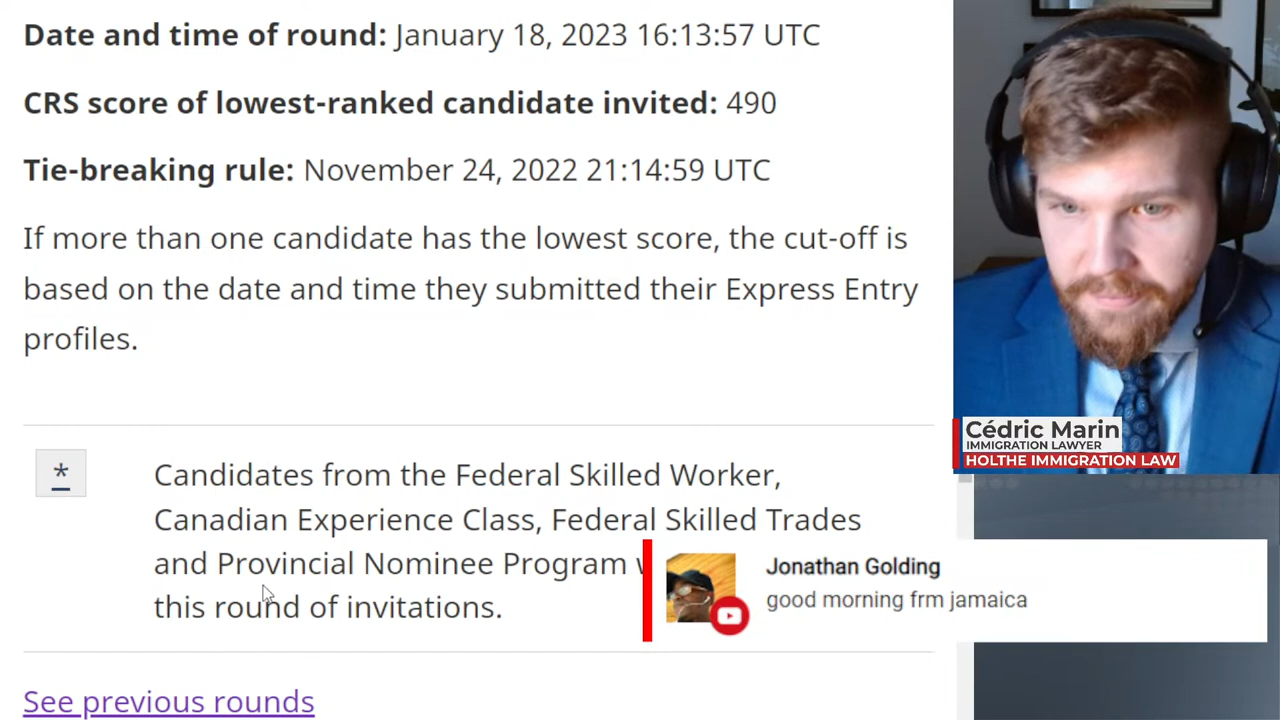 Date and time of round: January 18, 2023 16:13:57 UTC
CRS score of lowest-ranked candidate invited: 490
Tie-breaking rule: November 24, 2022 21:14:59 UTC
If more than one candidate has the lowest score, the cut-off is
based on the date and time they submitted their Express Entry
profiles.
*
Candidates from the Federal Skilled Worker,
Canadian Experience Class, Federal Skilled Trades
and Provincial Nominee Program
this round of invitations.
See previous rounds
Cédric Marin
IMMIGRATION LAWYER
HOLTHE IMMIGRATION LAW
Jonathan Golding
good morning frm jamaica